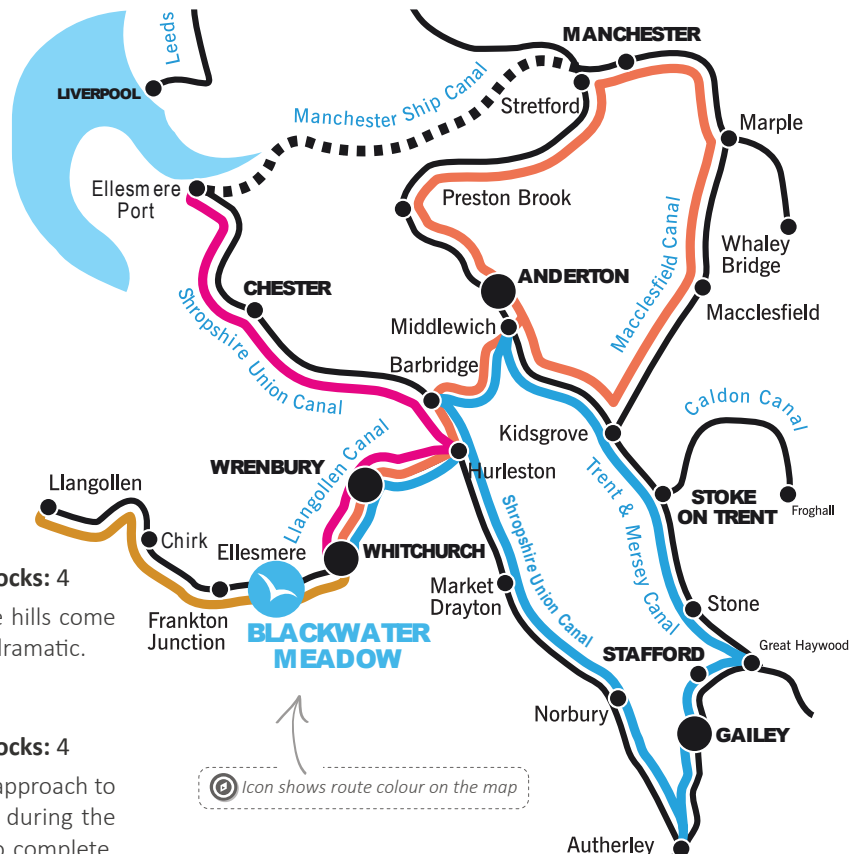 Leeds
MANCHESTER
LIVERPOOL
Manchester Ship Canal
Stretford
Marple
Ellesmere
Port
Preston Brook
Macclesfield Canal
Whaley
Bridge
CHESTER
ANDERTON
Macclesfield
Shropshire Union Canal
Middlewich
Barbridge
Caldon Canal
Kidsgrove
Llangollen Canal
WRENBURY
Hurleston
Trent & Mersey Canal
Llangollen
STOKE
ON TRENT
Froghall
Shropshire Union Canal
Chirk
Ellesmere
WHITCHURCH
ocks: 4
Market
Drayton
e hills come
Frankton
Junction
Stone
dramatic.
BLACKWATER
MEADOW
STAFFORD
Great Haywood
Norbury
GAILEY
ocks: 4
approach to
Icon shows route colour on the map
during the
o complete.
Autherley